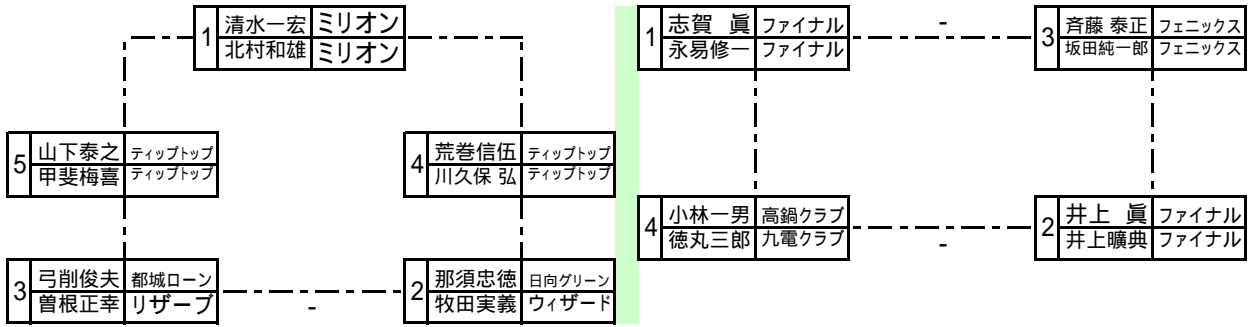 1 清水一宏 ミリオン
北村和雄 ミリオン
5 山下泰之 ティップトップ
甲斐梅喜 ティップトップ
4 荒巻信伍 ティップトップ
川久保 弘 ティップトップ
3 弓削俊夫 都城ローン
曽根正幸 リザーブ
-
2 那須忠徳 日向グリーン
牧田実義 ウィザード
1 志賀 眞 ファイナル
永易修一 ファイナル
-
3 斉藤 泰正 フェニックス
坂田純一郎 フェニックス
4 小林一男 高鍋クラブ
徳丸三郎 九電クラブ
-
2 井上 眞 ファイナル
井上曠典 ファイナル